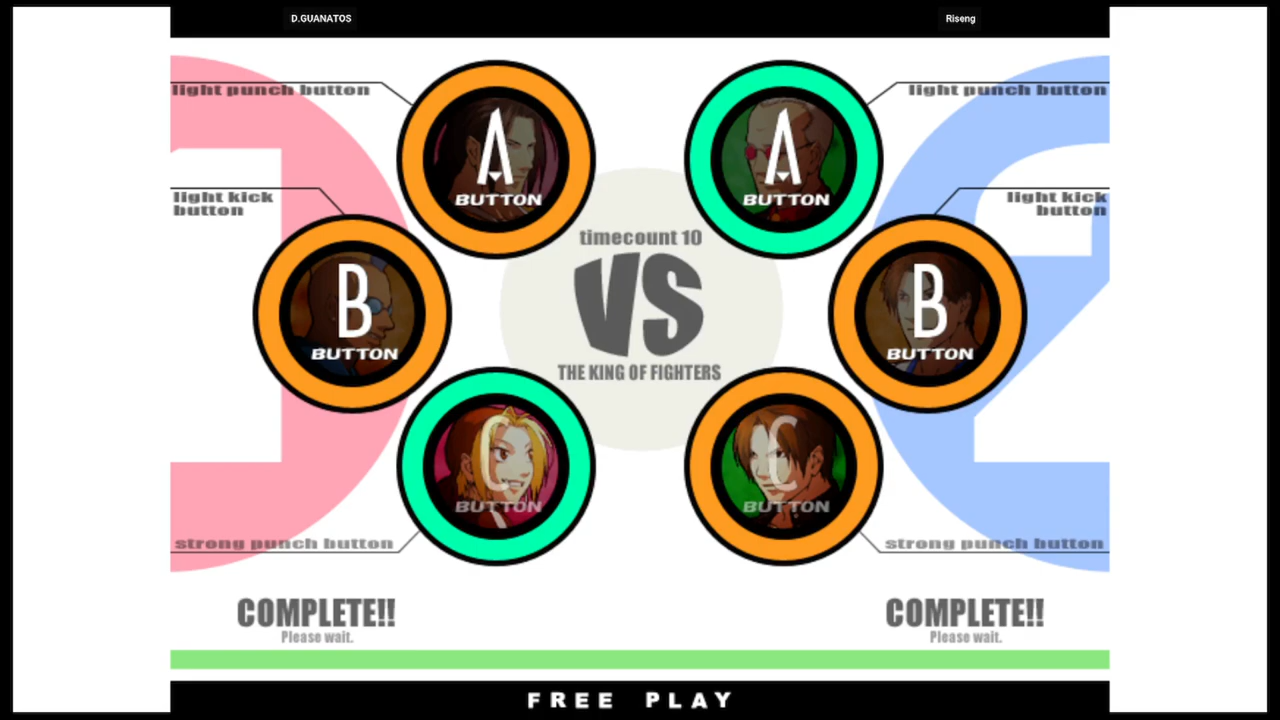 D.GUANATOS
Riseng
light punch button
light punch button
A
BUTTON
A
BUTTON
light kick
button
light kick
button
timecount 10
VS
THE KING OF FIGHTERS
B
BUTTON
B
BUTTON
C
BUTTON
C
BUTTON
strong punch button
strong punch button
COMPLETE!!
Please wait.
COMPLETE!!
Please wait.
FREE PLAY